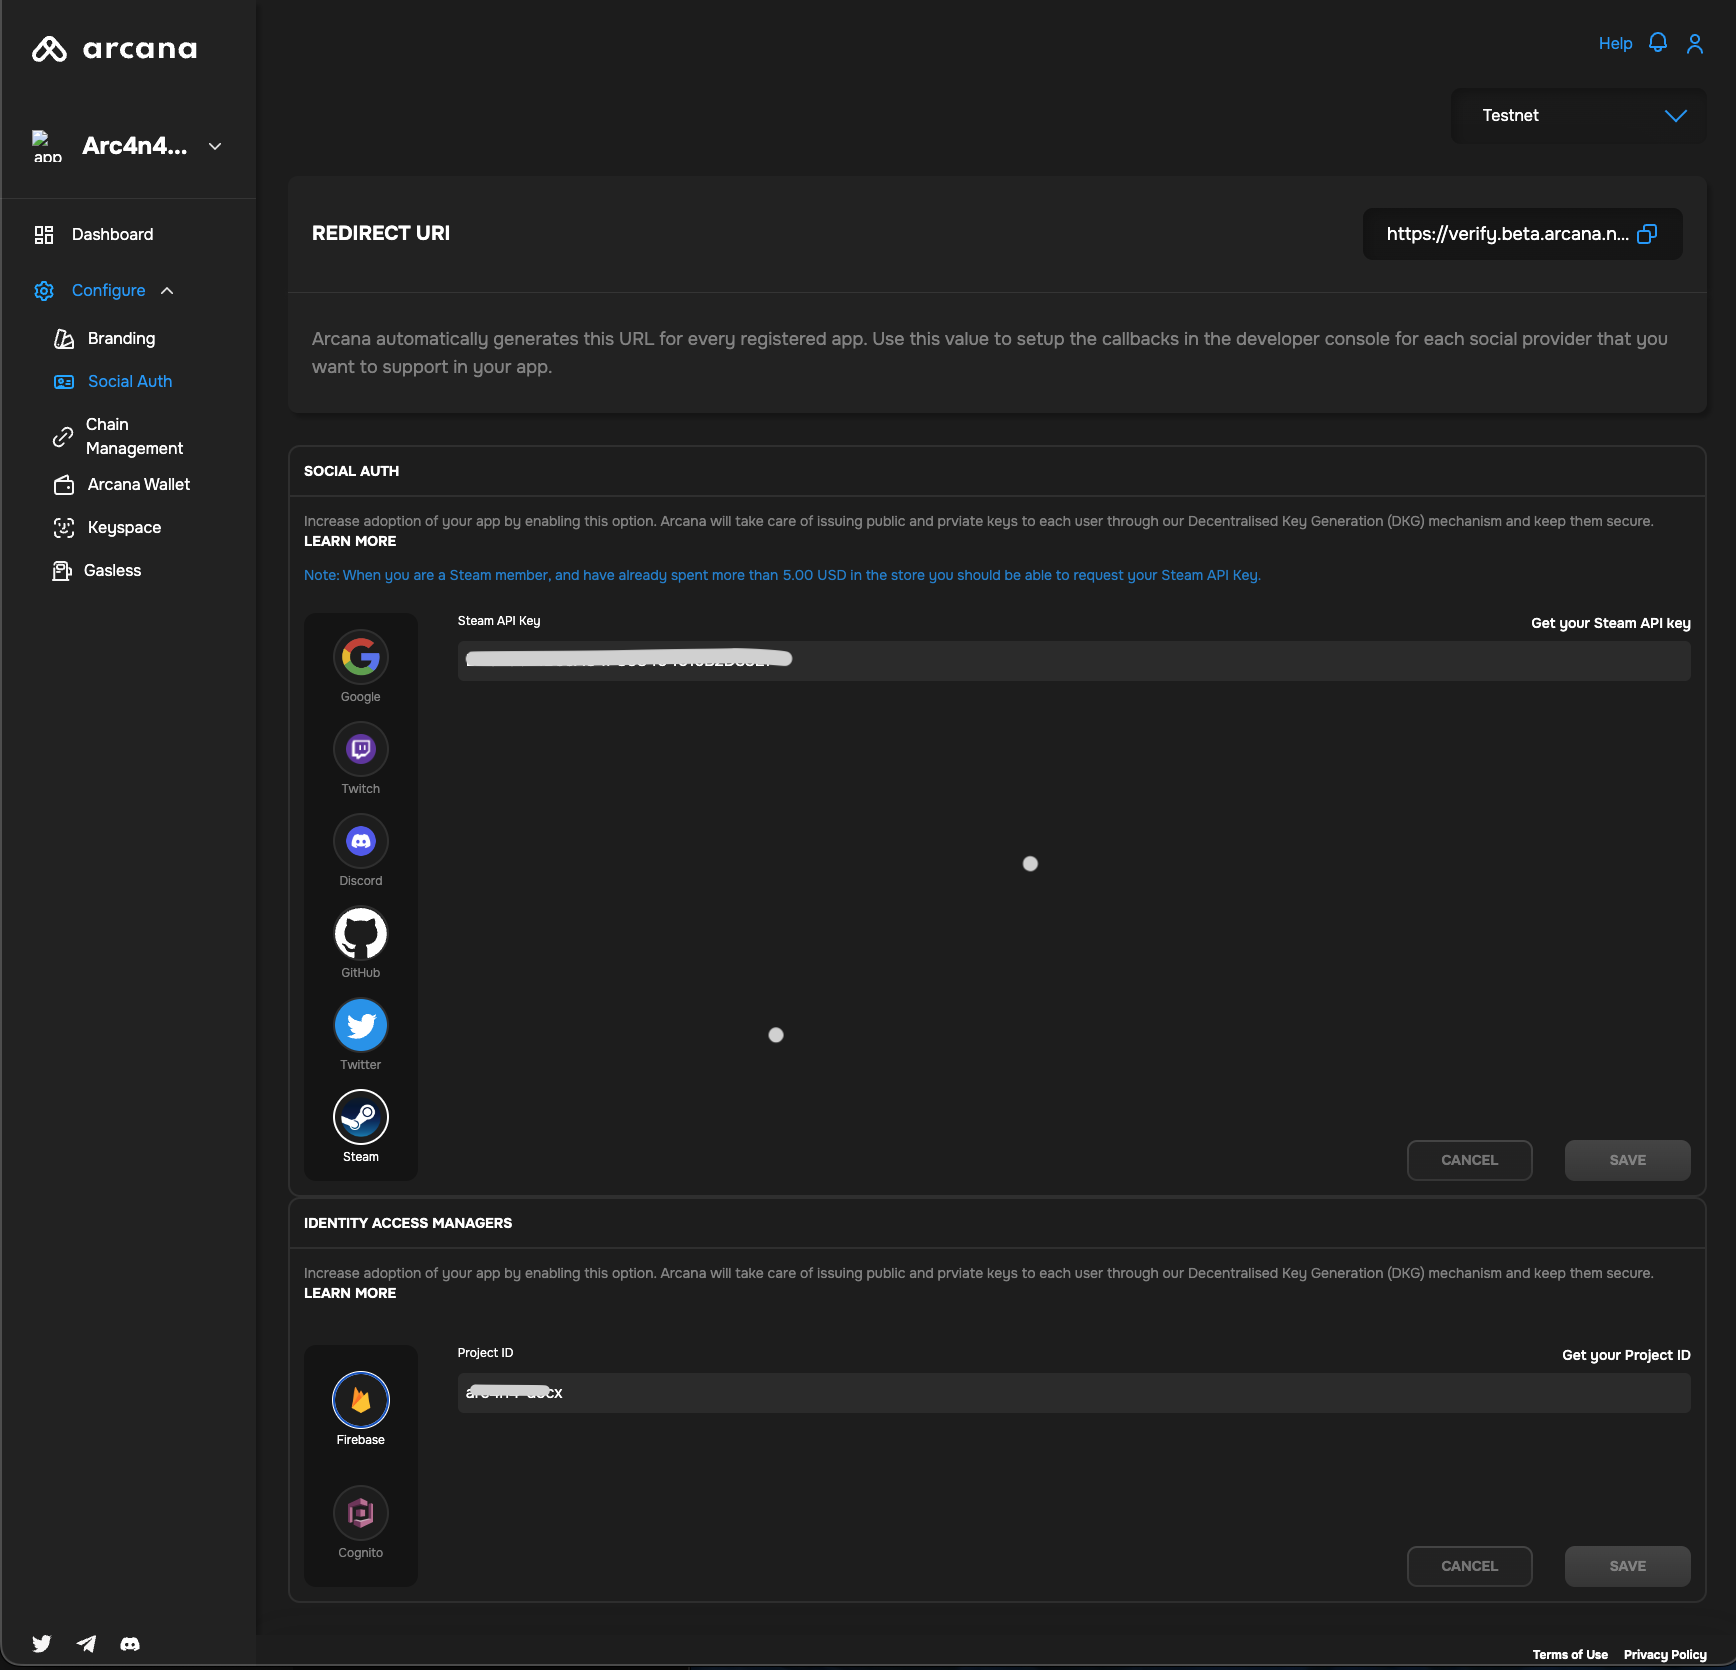 arcana
Help
Testnet
app
Arc4n4...
Dashboard
Configure
Branding
Social Auth
Chain
Management
Arcana Wallet
Keyspace
Gasless
REDIRECT URI
https://verify.beta.arcana.n...
Arcana automatically generates this URL for every registered app. Use this value to setup the callbacks in the developer console for each social provider that you
want to support in your app.
SOCIAL AUTH
Increase adoption of your app by enabling this option. Arcana will take care of issuing public and prviate keys to each user through our Decentralised Key Generation (DKG) mechanism and keep them secure.
LEARN MORE
Note: When you are a Steam member, and have already spent more than 5.00 USD in the store you should be able to request your Steam API Key.
Google
Twitch
Discord
GitHub
Twitter
Steam
Steam API Key
Get your Steam API key
CANCEL
SAVE
IDENTITY ACCESS MANAGERS
Increase adoption of your app by enabling this option. Arcana will take care of issuing public and prviate keys to each user through our Decentralised Key Generation (DKG) mechanism and keep them secure.
LEARN MORE
Firebase
Cognito
Project ID
Get your Project ID
CANCEL
SAVE
Terms of Use
Privacy Policy